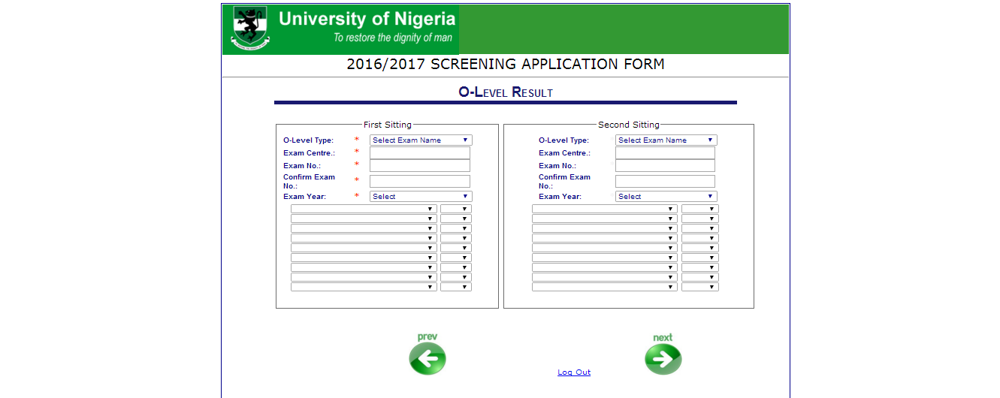 University of Nigeria
To restore the dignity of man
2016/2017 SCREENING APPLICATION FORM
O-LEVEL RESULT
First Sitting
O-Level Type: * Select Exam Name
Exam Centre.: *
Exam No.: *
Confirm Exam
No.: *
Exam Year: * Select
Second Sitting
O-Level Type: Select Exam Name
Exam Centre.:
Exam No.:
Confirm Exam
No.:
Exam Year: Select
prev
next
Log Out